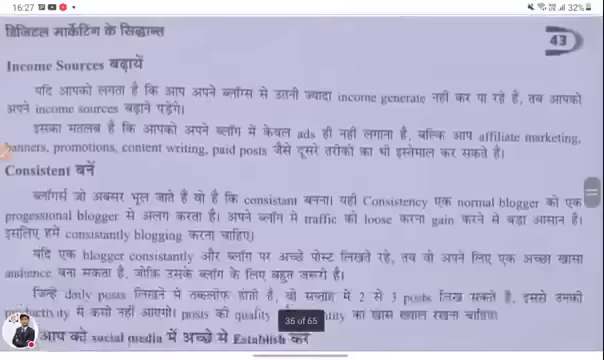 16:27
32%
डिजिटल मार्केटिंग के सिद्धान्त
43
Income Sources बढ़ायें
यदि आपको लगता है कि आप अपने ब्लॉग्स से उतनी ज्यादा income generate नहीं कर पा रहे हैं, तब आपको
अपने income sources बढ़ाने पड़ेंगे।
इसका मतलब है कि आपको अपने ब्लॉग में केवल ads ही नहीं लगाना है, बल्कि आप affiliate marketing,
banners, promotions, content writing, paid posts जैसे दूसरे तरीकों का भी इस्तेमाल कर सकते हैं।
Consistent बनें
ब्लॉगर्स जो अक्सर भूल जाते हैं वो है कि consistant बनना। यही Consistency एक normal blogger को एक
progessional blogger से अलग करता है। अपने ब्लॉग में traffic को loose करना gain करने से बड़ा आसान है।
इसलिए हमें consistantly blogging करना चाहिए।
यदि एक blogger consistantly और ब्लॉग पर अच्छे पोस्ट लिखते रहे, तब वो अपने लिए एक अच्छा खासा
audience बना सकता है, जोकि उसके ब्लॉग के लिए बहुत जरूरी है।
जिन्हें daily posts लिखने में तकलीफ होती है, वो सप्ताह में 2 से 3 posts लिख सकते हैं, इससे उनकी
में कमी नहीं आएगी। posts की quality का खास ख्याल रखना चाहिए।
36 of 65
आप को social media में अच्छे से Establish करें